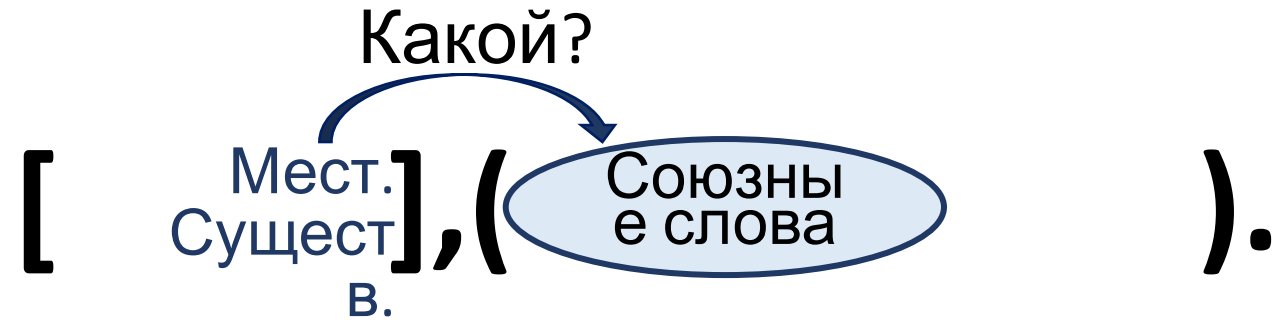 Какой?
[ Мест. ],( Союзны ).
Сущест е слова
в.